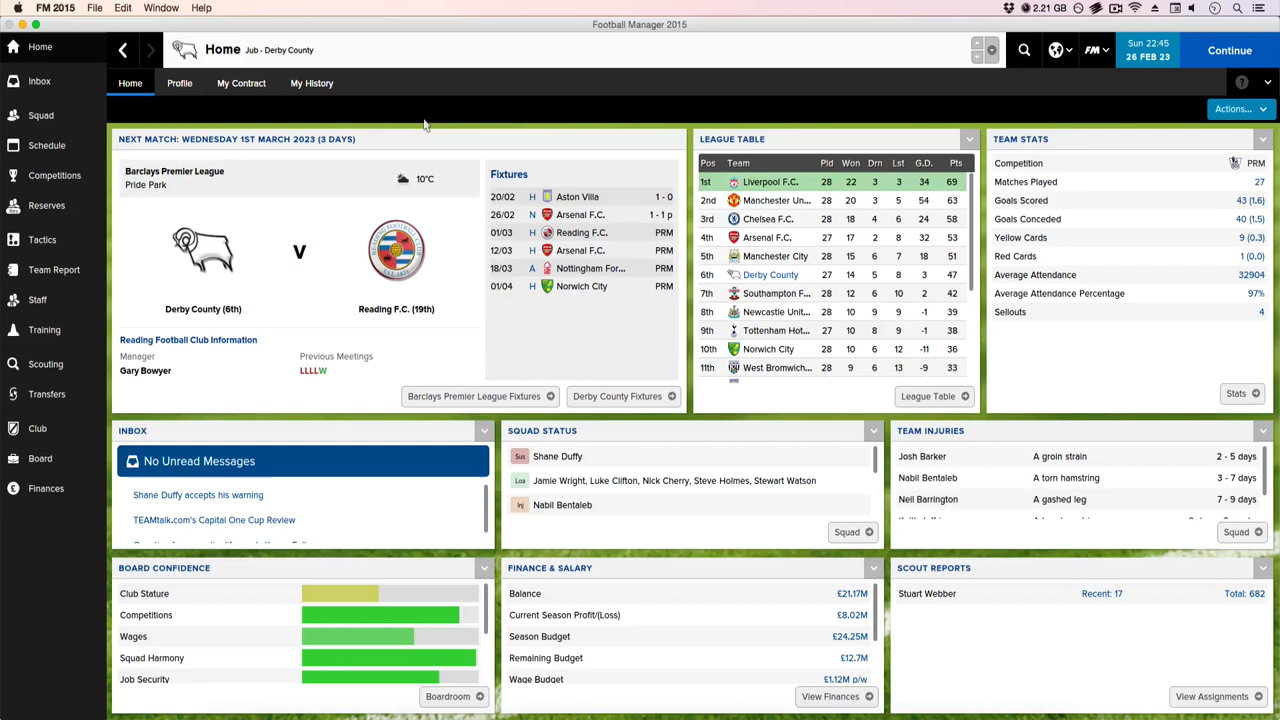 FM 2015 File Edit Window Help 2.21 GB
Football Manager 2015
Home
Home Jub - Derby County
FM
Sun 22:45
26 FEB 23
Continue
Inbox
Home Profile My Contract My History
Actions...
Squad
NEXT MATCH: WEDNESDAY 1ST MARCH 2023 (3 DAYS)
Barclays Premier League
Pride Park
10°C
V
Derby County (6th)
Reading F.C. (19th)
Reading Football Club Information
Manager
Gary Bowyer
Previous Meetings
LLLLW
Fixtures
20/02 H Aston Villa 1 - 0
26/02 N Arsenal F.C. 1 - 1 p
01/03 H Reading F.C. PRM
12/03 H Arsenal F.C. PRM
18/03 A Nottingham For... PRM
01/04 H Norwich City PRM
Barclays Premier League Fixtures
Derby County Fixtures
LEAGUE TABLE
Pos Team Pld Won Drn Lst G.D. Pts
1st Liverpool F.C. 28 22 3 3 34 69
2nd Manchester Un... 28 20 3 5 54 63
3rd Chelsea F.C. 28 18 4 6 24 58
4th Arsenal F.C. 27 17 2 8 32 53
5th Manchester City 28 15 6 7 18 51
6th Derby County 27 14 5 8 3 47
7th Southampton F... 28 12 6 10 2 42
8th Newcastle Unit... 28 10 9 9 -1 39
9th Tottenham Hot... 27 10 8 9 -1 38
10th Norwich City 28 10 6 12 -11 36
11th West Bromwich... 28 9 6 13 -9 33
League Table
TEAM STATS
Competition PRM
Matches Played 27
Goals Scored 43 (1.6)
Goals Conceded 40 (1.5)
Yellow Cards 9 (0.3)
Red Cards 1 (0.0)
Average Attendance 32904
Average Attendance Percentage 97%
Sellouts 4
Stats
Schedule
Competitions
Reserves
Tactics
Team Report
Staff
Training
Scouting
Transfers
Club
Board
Finances
INBOX
No Unread Messages
Shane Duffy accepts his warning
TEAMtalk.com's Capital One Cup Review
SQUAD STATUS
Sus Shane Duffy
Loa Jamie Wright, Luke Clifton, Nick Cherry, Steve Holmes, Stewart Watson
Inj Nabil Bentaleb
Squad
TEAM INJURIES
Josh Barker A groin strain 2 - 5 days
Nabil Bentaleb A torn hamstring 3 - 7 days
Neil Barrington A gashed leg 7 - 9 days
Squad
BOARD CONFIDENCE
Club Stature
Competitions
Wages
Squad Harmony
Job Security
Boardroom
FINANCE & SALARY
Balance £21.17M
Current Season Profit/(Loss) £8.02M
Season Budget £24.25M
Remaining Budget £12.7M
Wage Budget £1.12M p/w
View Finances
SCOUT REPORTS
Stuart Webber Recent: 17 Total: 682
View Assignments